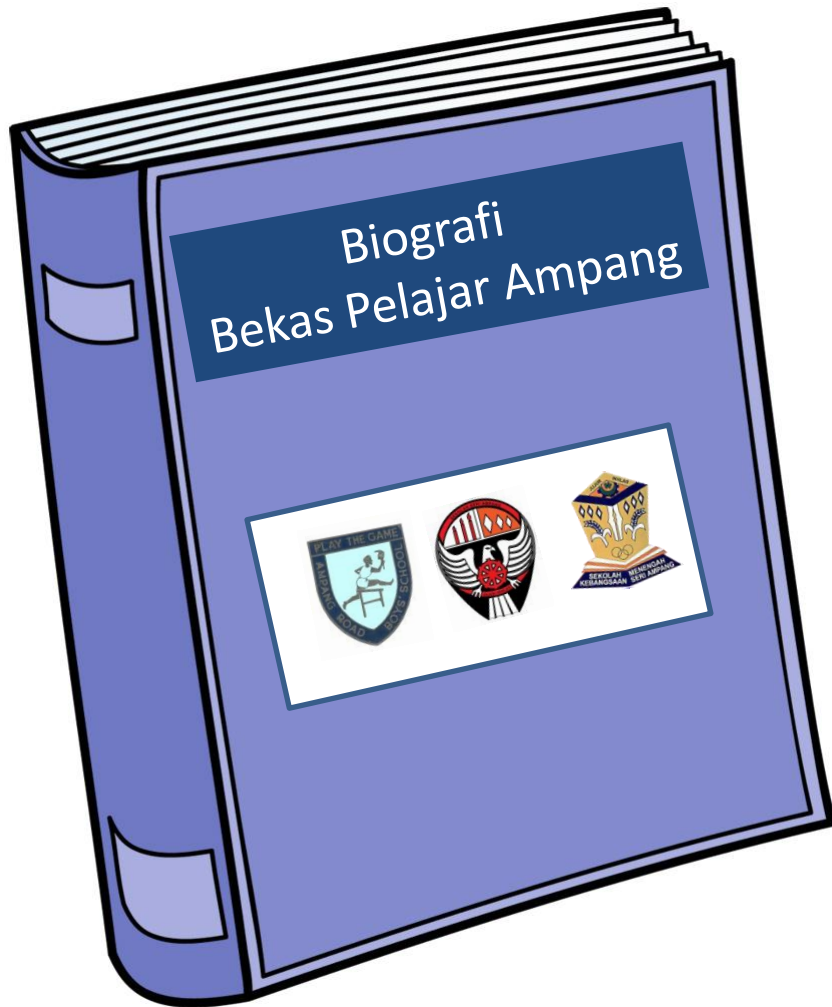 Biografi
Bekas Pelajar Ampang
PLAY THE GAME
AMPANG ROAD BOYS' SCHOOL
SEKOLAH MENENGAH
KEBANGSAAN SERI AMPANG